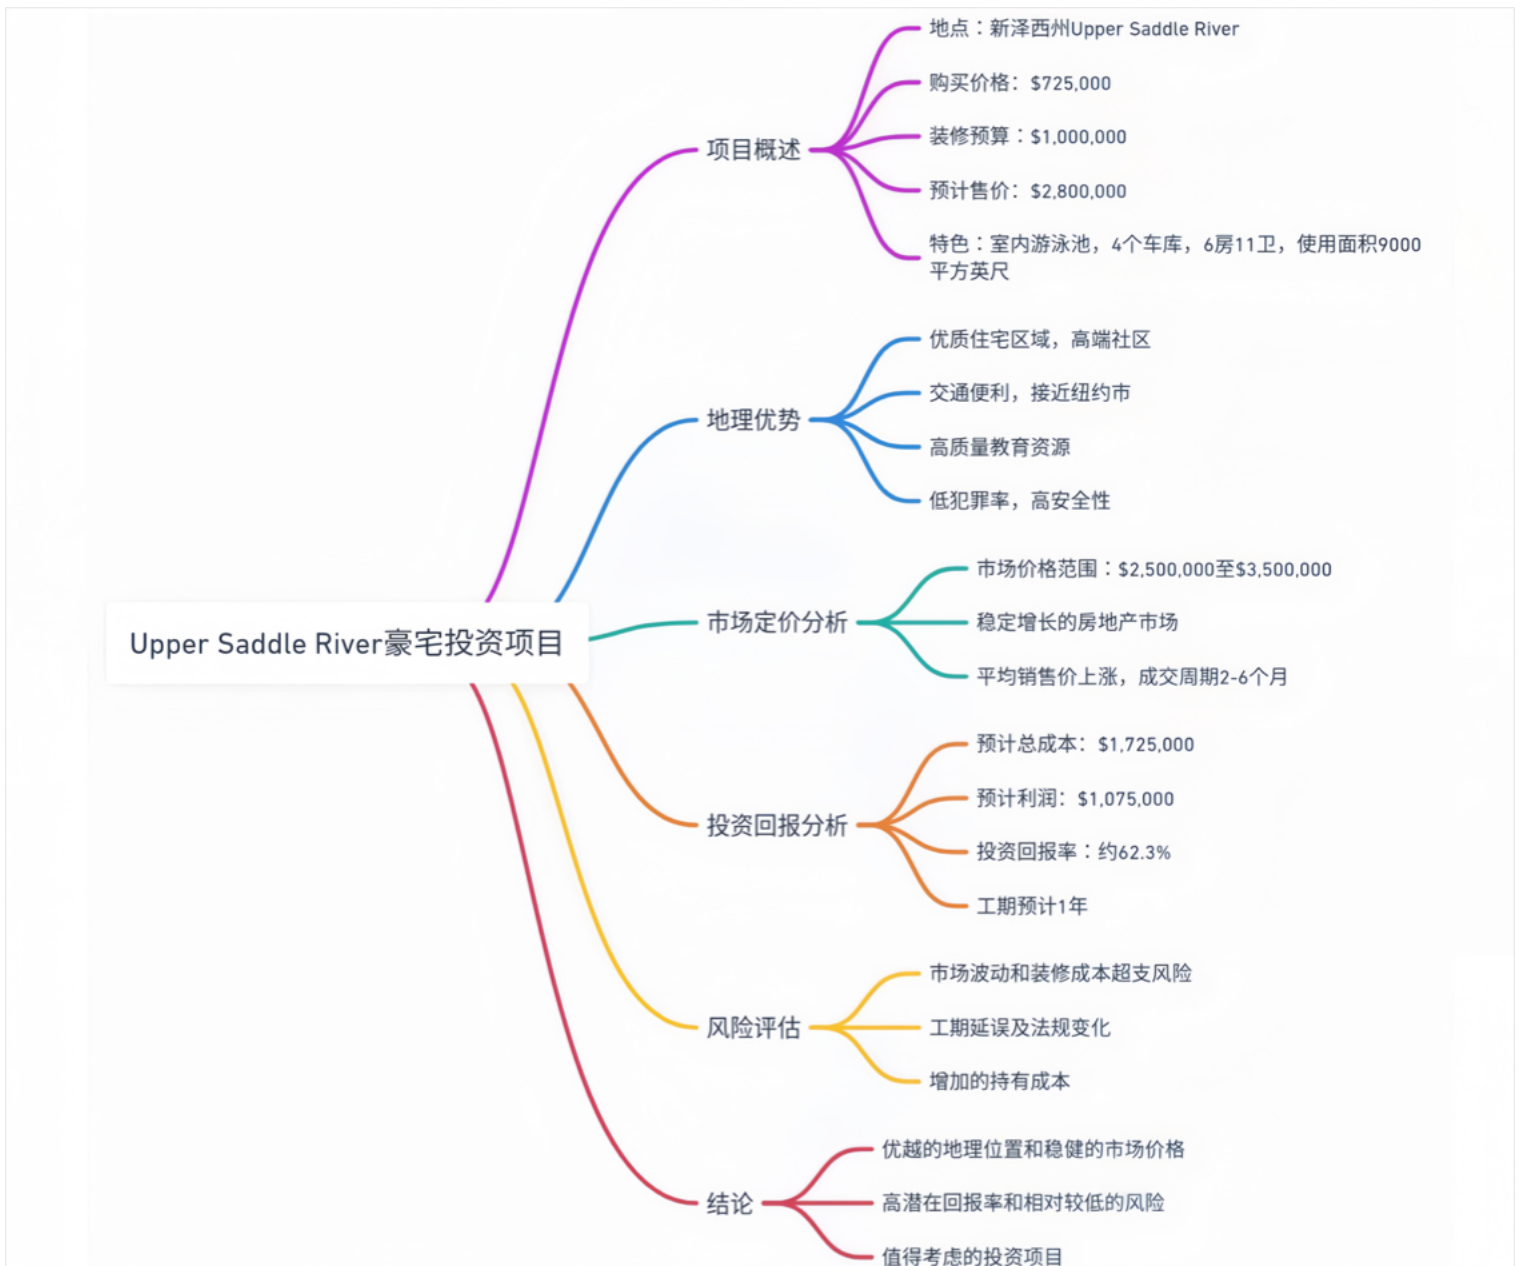 地点：新泽西州Upper Saddle River
购买价格：$725,000
装修预算：$1,000,000
项目概述
预计售价：$2,800,000
特色：室内游泳池，4个车库，6房11卫，使用面积9000
平方英尺
优质住宅区域，高端社区
交通便利，接近纽约市
地理优势
高质量教育资源
低犯罪率，高安全性
市场价格范围：$2,500,000至$3,500,000
市场定价分析
稳定增长的房地产市场
Upper Saddle River豪宅投资项目
平均销售价上涨，成交周期2-6个月
预计总成本：$1,725,000
预计利润：$1,075,000
投资回报分析
投资回报率：约62.3%
工期预计1年
市场波动和装修成本超支风险
风险评估
工期延误及法规变化
增加的持有成本
优越的地理位置和稳健的市场价格
结论
高潜在回报率和相对较低的风险
值得考虑的投资项目